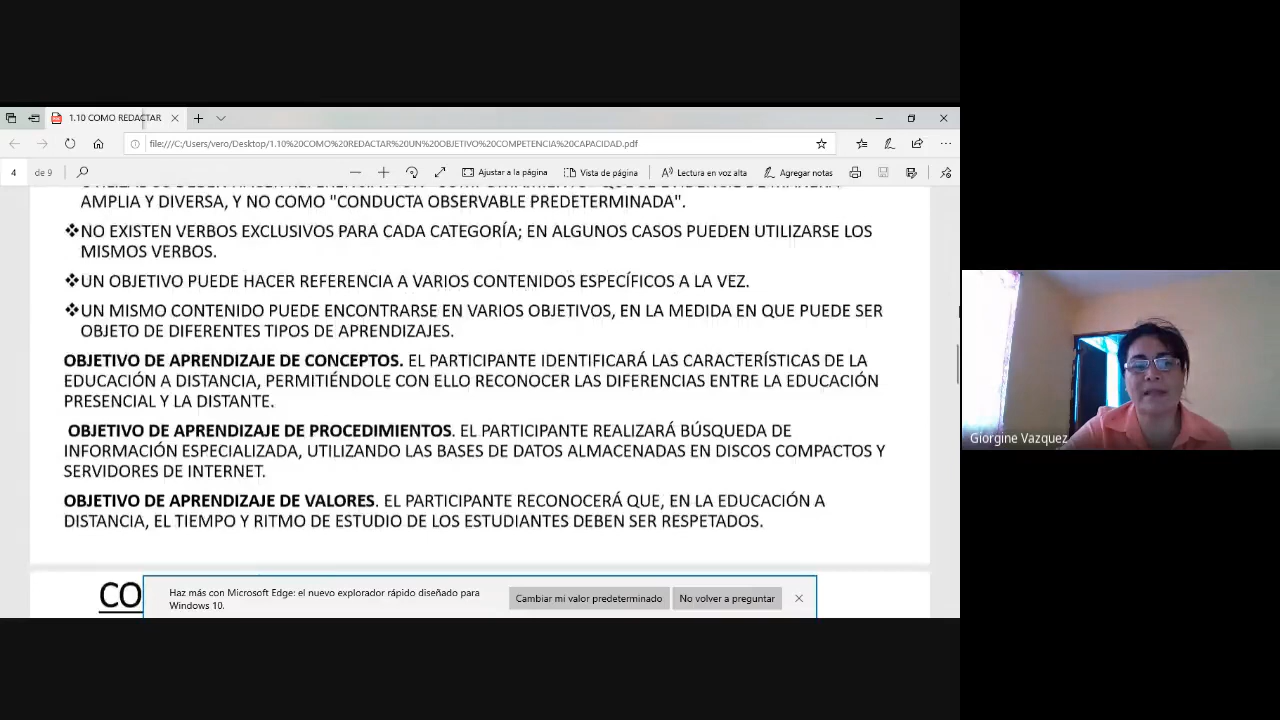 1.10 COMO REDACTAR
file:///C:/Users/vero/Desktop/1.10%20COMO%20REDACTAR%20UN%20OBJETIVO%20COMPETENCIA%20CAPACIDAD.pdf
4 de 9 Ajustar a la página Vista de página Lectura en voz alta Agregar notas
AMPLIA Y DIVERSA, Y NO COMO "CONDUCTA OBSERVABLE PREDETERMINADA".
❖NO EXISTEN VERBOS EXCLUSIVOS PARA CADA CATEGORÍA; EN ALGUNOS CASOS PUEDEN UTILIZARSE LOS
MISMOS VERBOS.
❖UN OBJETIVO PUEDE HACER REFERENCIA A VARIOS CONTENIDOS ESPECÍFICOS A LA VEZ.
❖UN MISMO CONTENIDO PUEDE ENCONTRARSE EN VARIOS OBJETIVOS, EN LA MEDIDA EN QUE PUEDE SER
OBJETO DE DIFERENTES TIPOS DE APRENDIZAJES.
OBJETIVO DE APRENDIZAJE DE CONCEPTOS. EL PARTICIPANTE IDENTIFICARÁ LAS CARACTERÍSTICAS DE LA
EDUCACIÓN A DISTANCIA, PERMITIÉNDOLE CON ELLO RECONOCER LAS DIFERENCIAS ENTRE LA EDUCACIÓN
PRESENCIAL Y LA DISTANTE.
OBJETIVO DE APRENDIZAJE DE PROCEDIMIENTOS. EL PARTICIPANTE REALIZARÁ BÚSQUEDA DE
INFORMACIÓN ESPECIALIZADA, UTILIZANDO LAS BASES DE DATOS ALMACENADAS EN DISCOS COMPACTOS Y
SERVIDORES DE INTERNET.
OBJETIVO DE APRENDIZAJE DE VALORES. EL PARTICIPANTE RECONOCERÁ QUE, EN LA EDUCACIÓN A
DISTANCIA, EL TIEMPO Y RITMO DE ESTUDIO DE LOS ESTUDIANTES DEBEN SER RESPETADOS.
CO
Haz más con Microsoft Edge: el nuevo explorador rápido diseñado para
Windows 10.
Cambiar mi valor predeterminado No volver a preguntar
Giorgine Vazquez